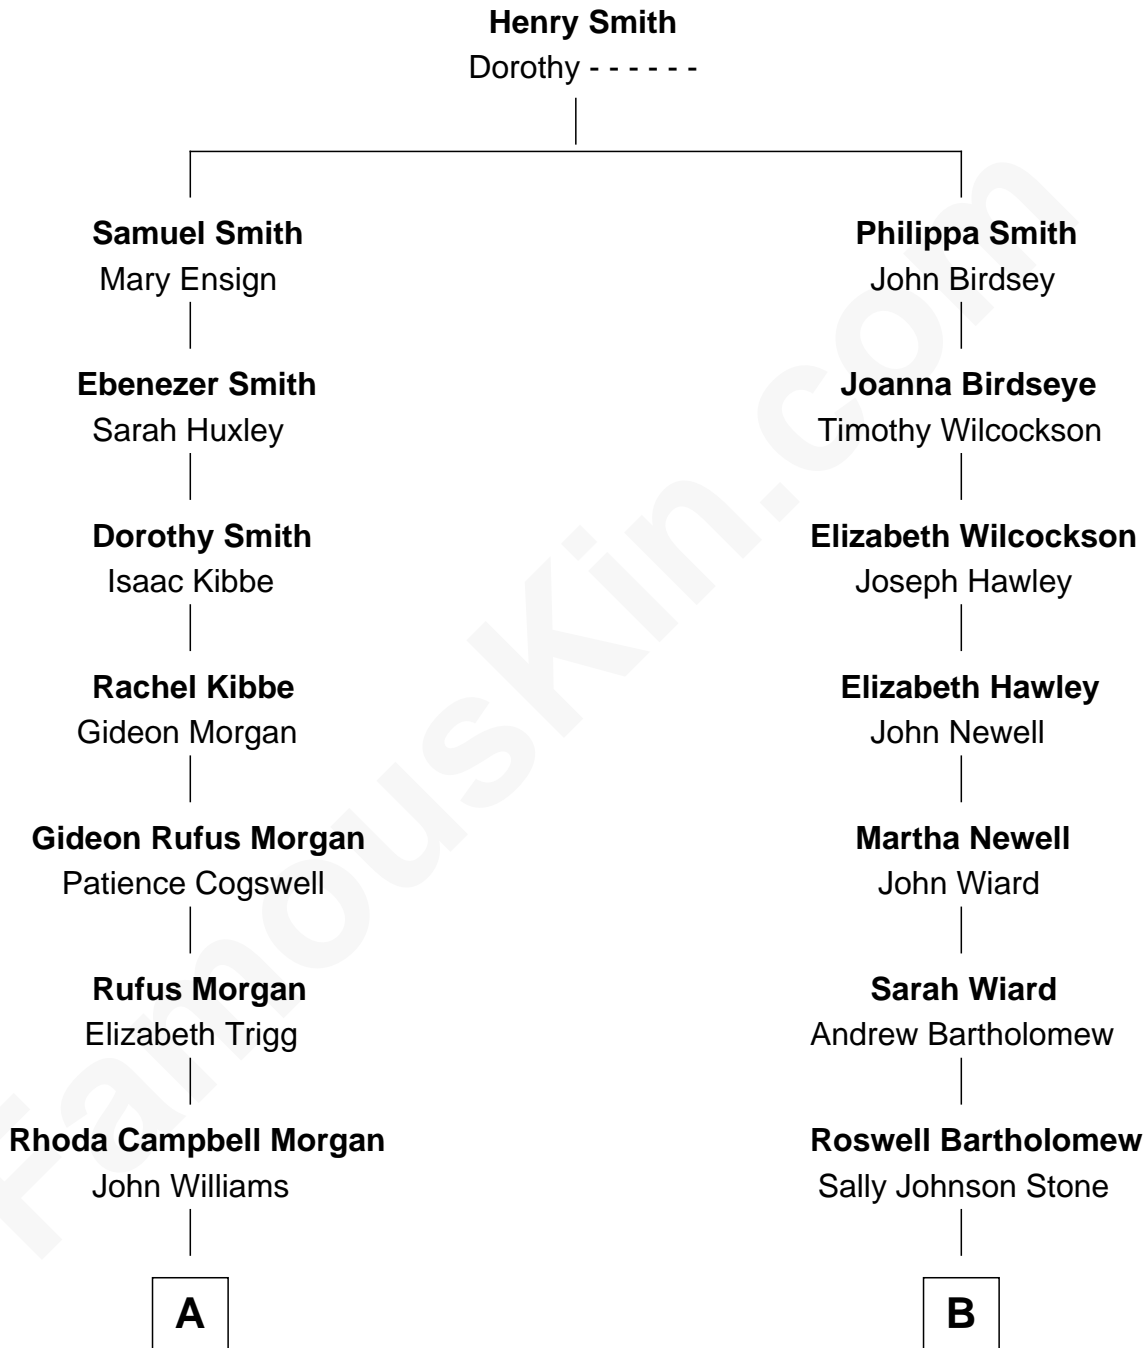 Henry Smith
Dorothy - - - - - -
Samuel Smith
Mary Ensign
Philippa Smith
John Birdsey
Ebenezer Smith
Sarah Huxley
Joanna Birdseye
Timothy Wilcockson
Dorothy Smith
Isaac Kibbe
Elizabeth Wilcockson
Joseph Hawley
Rachel Kibbe
Gideon Morgan
Elizabeth Hawley
John Newell
Gideon Rufus Morgan
Patience Cogswell
Martha Newell
John Wiard
Rufus Morgan
Elizabeth Trigg
Sarah Wiard
Andrew Bartholomew
Rhoda Campbell Morgan
John Williams
Roswell Bartholomew
Sally Johnson Stone
A
B
FamousKin.com